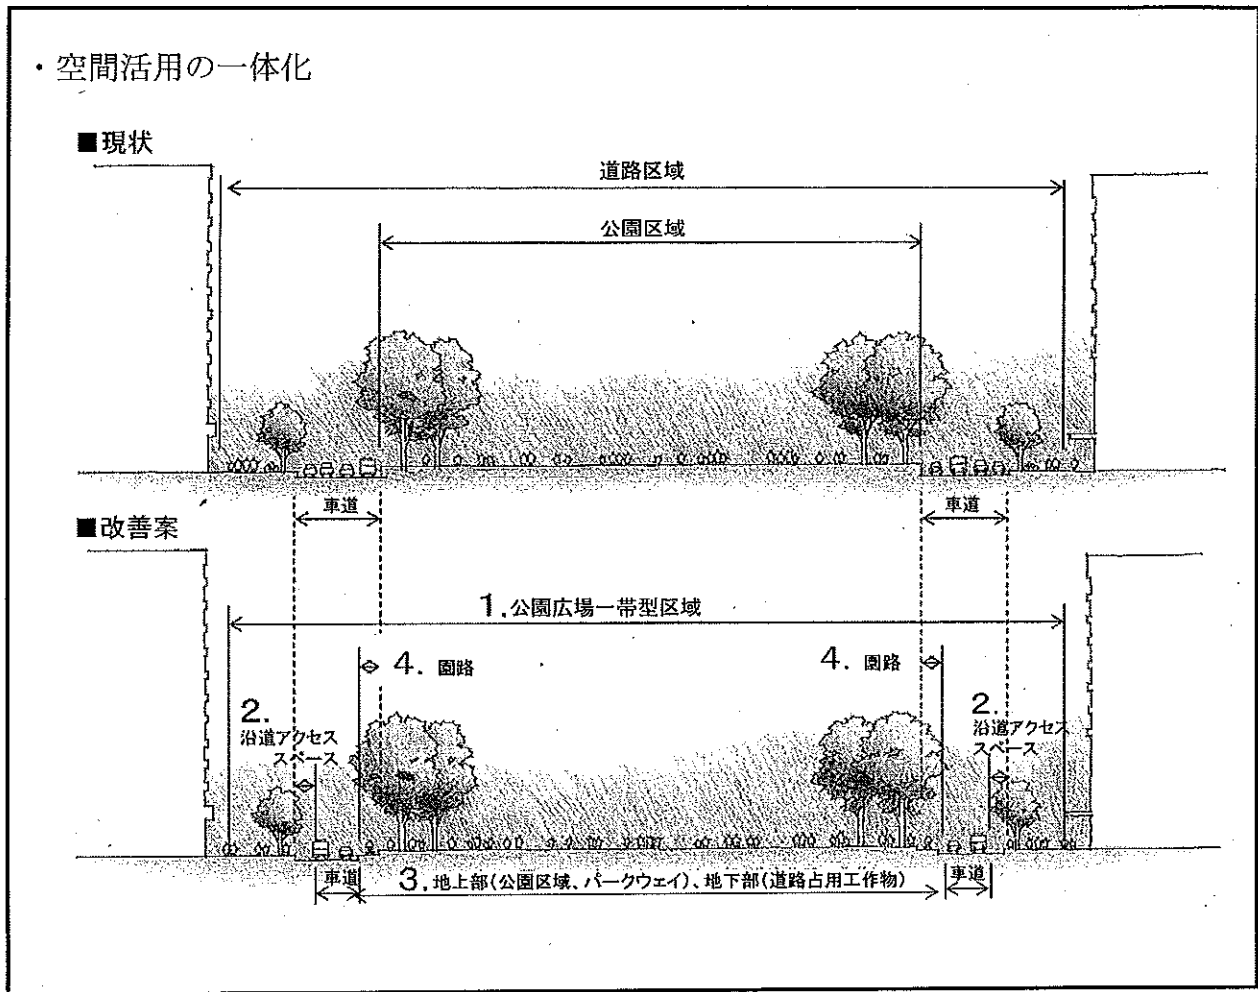 ・空間活用の一体化
■現状
道路区域
公園区域
車道
車道
■改善案
1.公園広場一帯型区域
4.園路
4.園路
2.
沿道アクセス
スペース
2.
沿道アクセス
スペース
車道
3.地上部(公園区域、パークウェイ)、地下部(道路占用工作物)
車道